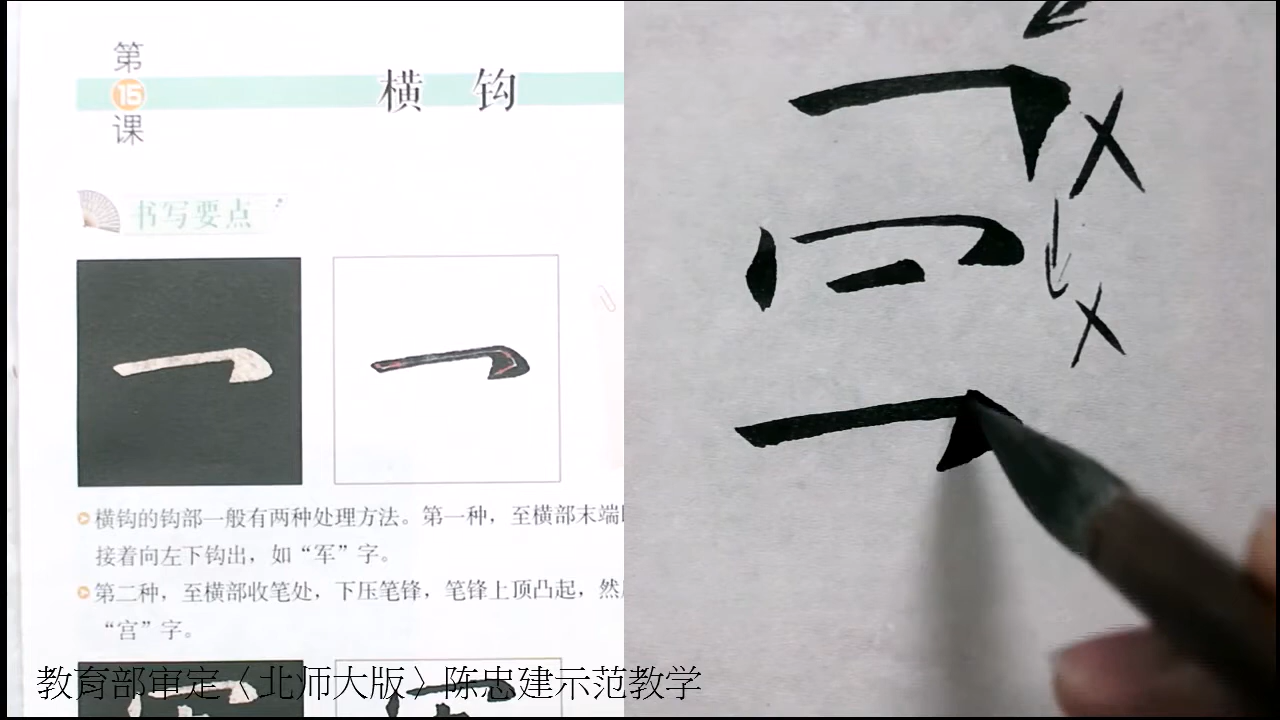 第
15
课
横 钩
书写要点
横钩的钩部一般有两种处理方法。第一种，至横部末端
接着向左下钩出，如“军”字。
第二种，至横部收笔处，下压笔锋，笔锋上顶凸起，然
“宫”字。
教育部审定〈北师大版〉陈忠建示范教学